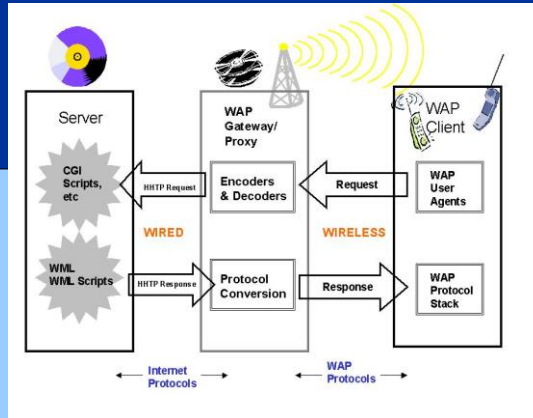 Server
CGI
Scripts,
etc
WML
WML Scripts
HHTP Request
WIRED
HHTP Response
WAP
Gateway/
Proxy
Encoders
& Decoders
Protocol
Conversion
Request
WIRELESS
Response
WAP
Client
WAP
User
Agents
WAP
Protocol
Stack
Internet
Protocols
WAP
Protocols